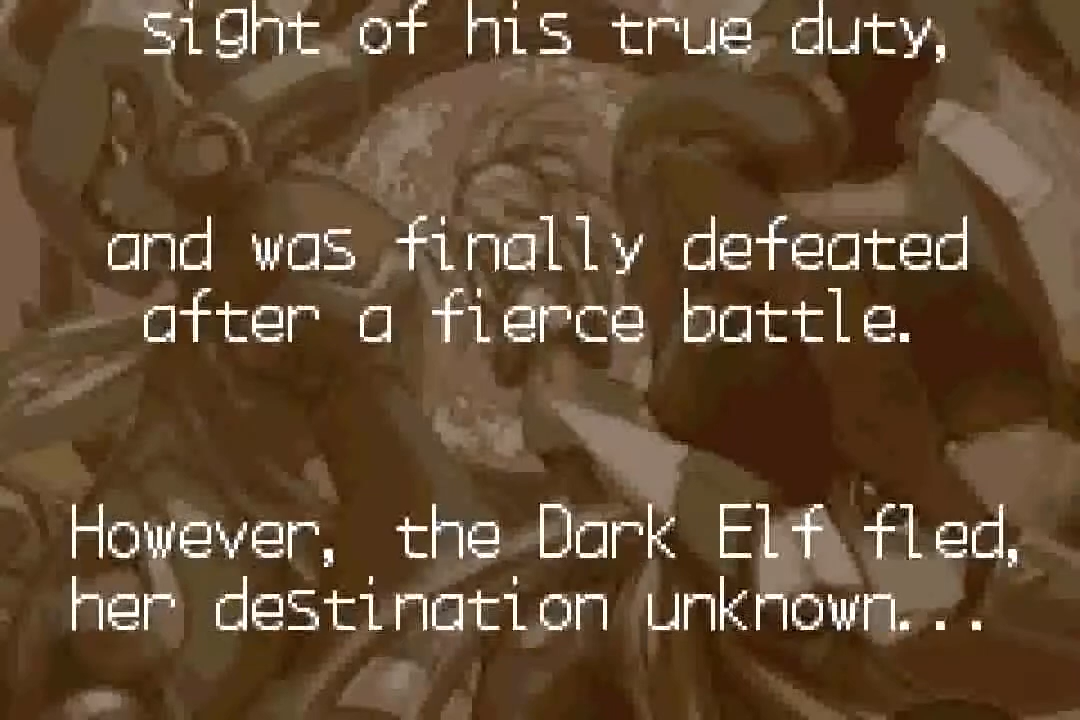 sight of his true duty,
and was finally defeated
after a fierce battle.
However, the Dark Elf fled,
her destination unknown...